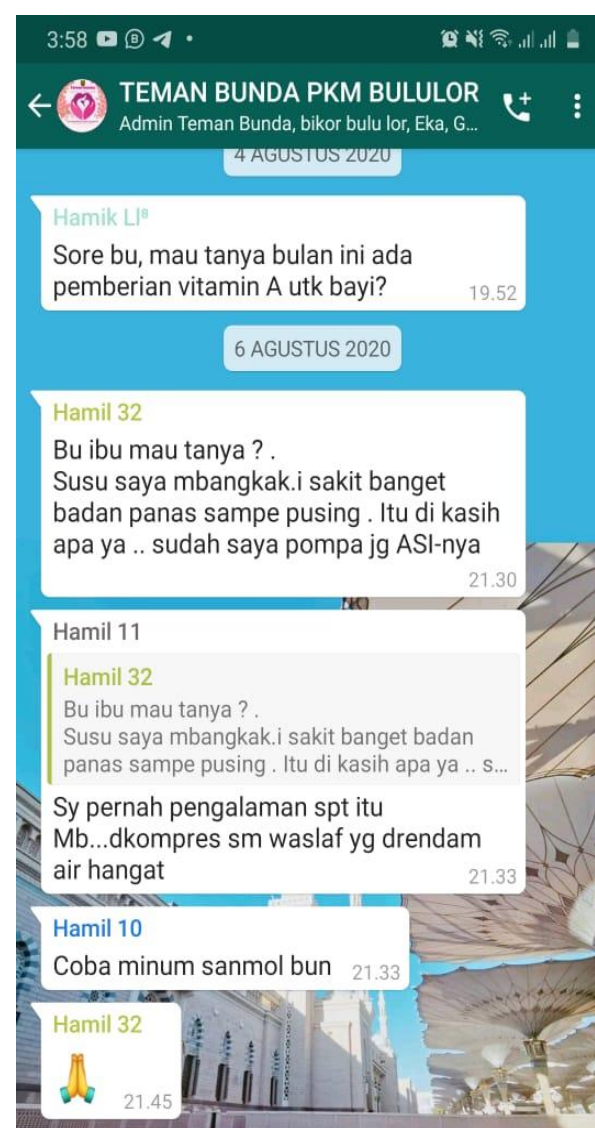 3:58
TEMAN BUNDA PKM BULULOR
Admin Teman Bunda, bikor bulu lor, Eka, G...
4 AGUSTUS 2020
Hamik Ll⁸
Sore bu, mau tanya bulan ini ada
pemberian vitamin A utk bayi?
19.52
6 AGUSTUS 2020
Hamil 32
Bu ibu mau tanya ? .
Susu saya mbangkak.i sakit banget
badan panas sampe pusing . Itu di kasih
apa ya .. sudah saya pompa jg ASI-nya
21.30
Hamil 11
Hamil 32
Bu ibu mau tanya ? .
Susu saya mbangkak.i sakit banget badan
panas sampe pusing . Itu di kasih apa ya .. s...
Sy pernah pengalaman spt itu
Mb...dkompres sm waslaf yg drendam
air hangat
21.33
Hamil 10
Coba minum sanmol bun 21.33
Hamil 32
🙏
21.45